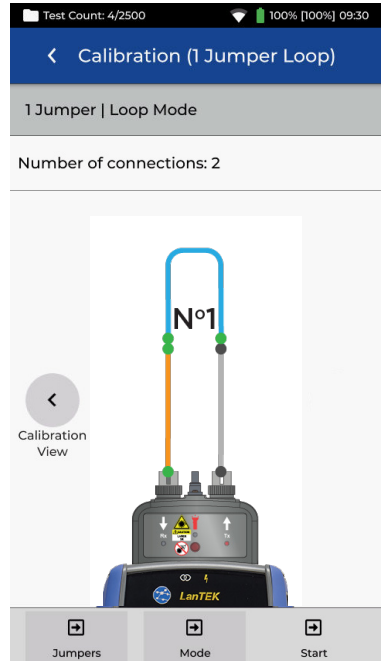 Test Count: 4/2500 100% [100%] 09:30
Calibration (1 Jumper Loop)
1 Jumper | Loop Mode
Number of connections: 2
Nº1
Calibration
View
Rx Tx
LanTEK
Jumpers Mode Start